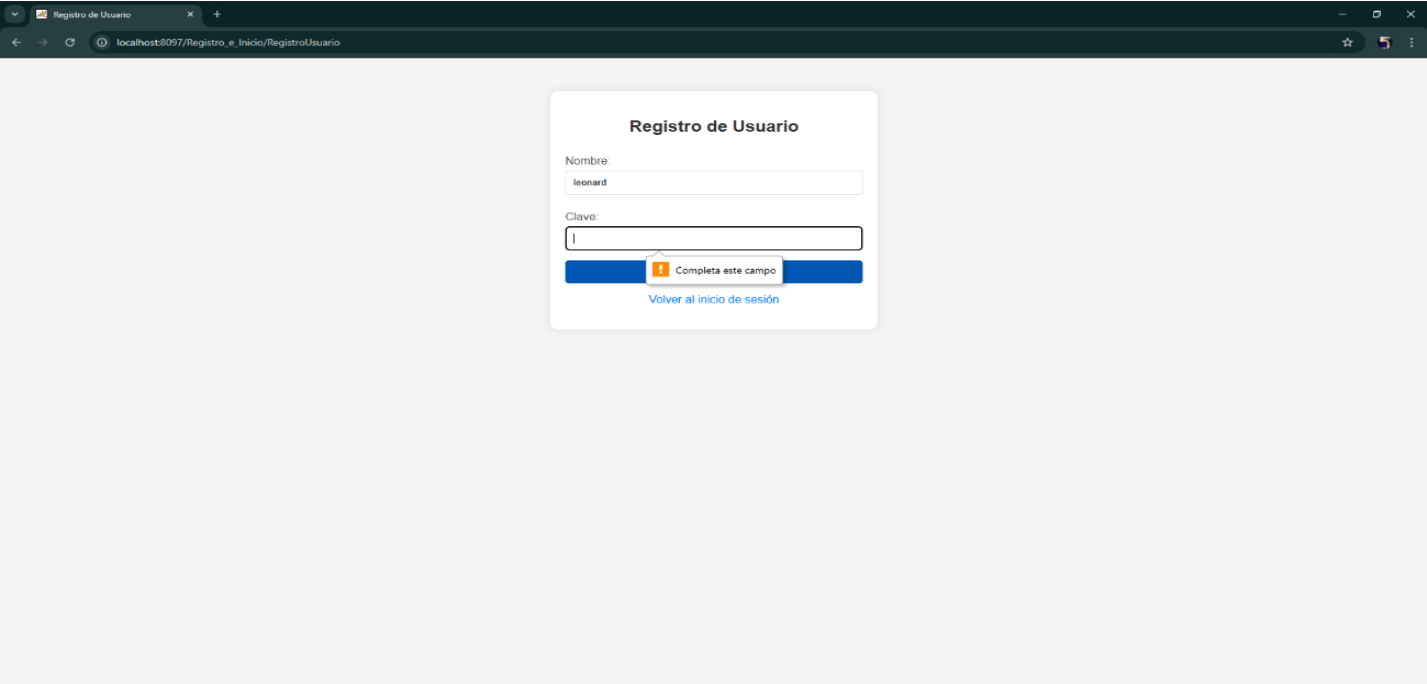 Registro de Usuario
localhost:8097/Registro_e_Inicio/RegistroUsuario
Registro de Usuario
Nombre:
leonard
Clave:
Completa este campo
Volver al inicio de sesión